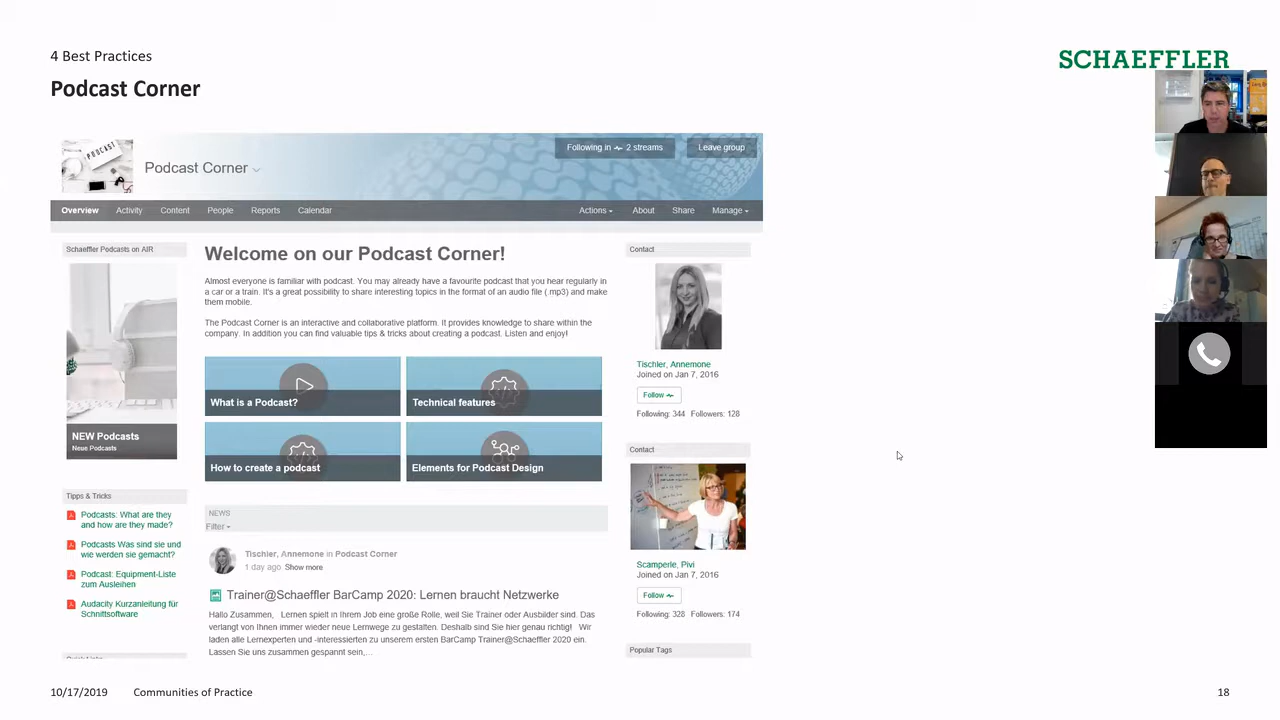 4 Best Practices
SCHAEFFLER
Podcast Corner
PODCAST
Podcast Corner
Following in 2 streams
Leave group
Overview
Activity
Content
People
Reports
Calendar
Actions
About
Share
Manage
Schaeffler Podcasts on AIR
NEW Podcasts
Neue Podcasts
Tipps & Tricks
Podcasts: What are they
and how are they made?
Podcasts Was sind sie und
wie werden sie gemacht?
Podcast: Equipment-Liste
zum Ausleihen
Audacity Kurzanleitung für
Schnittsoftware
Welcome on our Podcast Corner!
Almost everyone is familiar with podcast. You may already have a favourite podcast that you hear regularly in
a car or a train. It's a great possibility to share interesting topics in the format of an audio file (.mp3) and make
them mobile.
The Podcast Corner is an interactive and collaborative platform. It provides knowledge to share within the
company. In addition you can find valuable tips & tricks about creating a podcast. Listen and enjoy!
What is a Podcast?
Technical features
How to create a podcast
Elements for Podcast Design
NEWS
Filter
Tischler, Annemone in Podcast Corner
1 day ago Show more
Trainer@Schaeffler BarCamp 2020: Lernen braucht Netzwerke
Hallo Zusammen, Lernen spielt in Ihrem Job eine große Rolle, weil Sie Trainer oder Ausbilder sind. Das
verlangt von Ihnen immer wieder neue Lernwege zu gestalten. Deshalb sind Sie hier genau richtig! Wir
laden alle Lernexperten und -interessierten zu unserem ersten BarCamp Trainer@Schaeffler 2020 ein.
Lassen Sie uns zusammen gespannt sein,...
Contact
Tischler, Annemone
Joined on Jan 7, 2016
Follow
Following: 344 Followers: 128
Contact
Scamperle, Pivi
Joined on Jan 7, 2016
Follow
Following: 328 Followers: 174
Popular Tags
10/17/2019
Communities of Practice
18